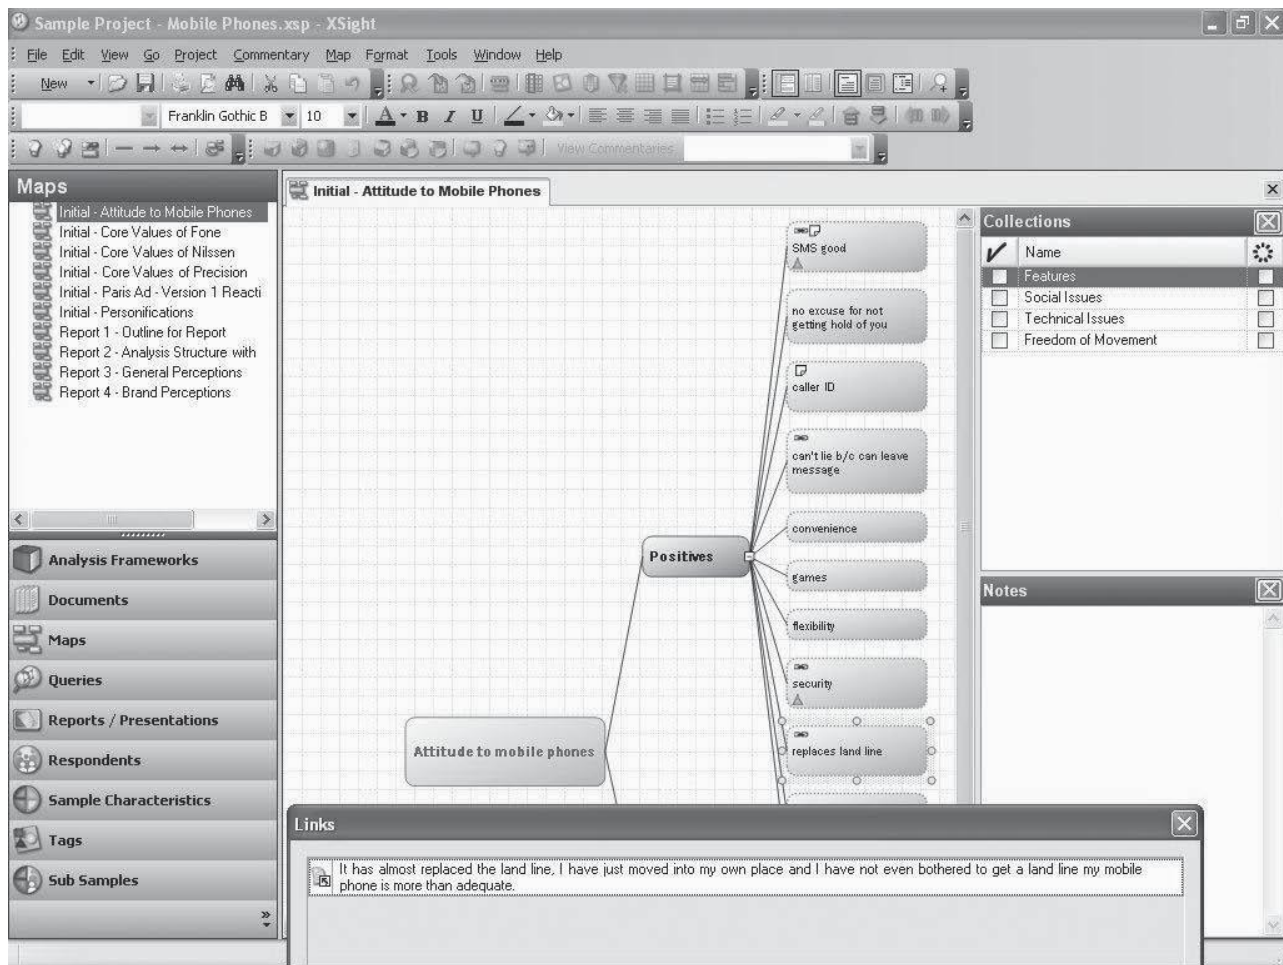 Sample Project - Mobile Phones.xsp - XSight
File Edit View Go Project Commentary Map Format Tools Window Help
New
Franklin Gothic B 10 A B I U
View Commentaries
Maps
Initial - Attitude to Mobile Phones
Initial - Core Values of Fone
Initial - Core Values of Nilssen
Initial - Core Values of Precision
Initial - Paris Ad - Version 1 Reacti
Initial - Personifications
Report 1 - Outline for Report
Report 2 - Analysis Structure with
Report 3 - General Perceptions
Report 4 - Brand Perceptions
Analysis Frameworks
Documents
Maps
Queries
Reports / Presentations
Respondents
Sample Characteristics
Tags
Sub Samples
Initial - Attitude to Mobile Phones
SMS good
no excuse for not
getting hold of you
caller ID
can't lie b/c can leave
message
convenience
Positives
games
flexibility
security
replaces land line
Attitude to mobile phones
Collections
Name
Features
Social Issues
Technical Issues
Freedom of Movement
Notes
Links
It has almost replaced the land line, I have just moved into my own place and I have not even bothered to get a land line my mobile
phone is more than adequate.